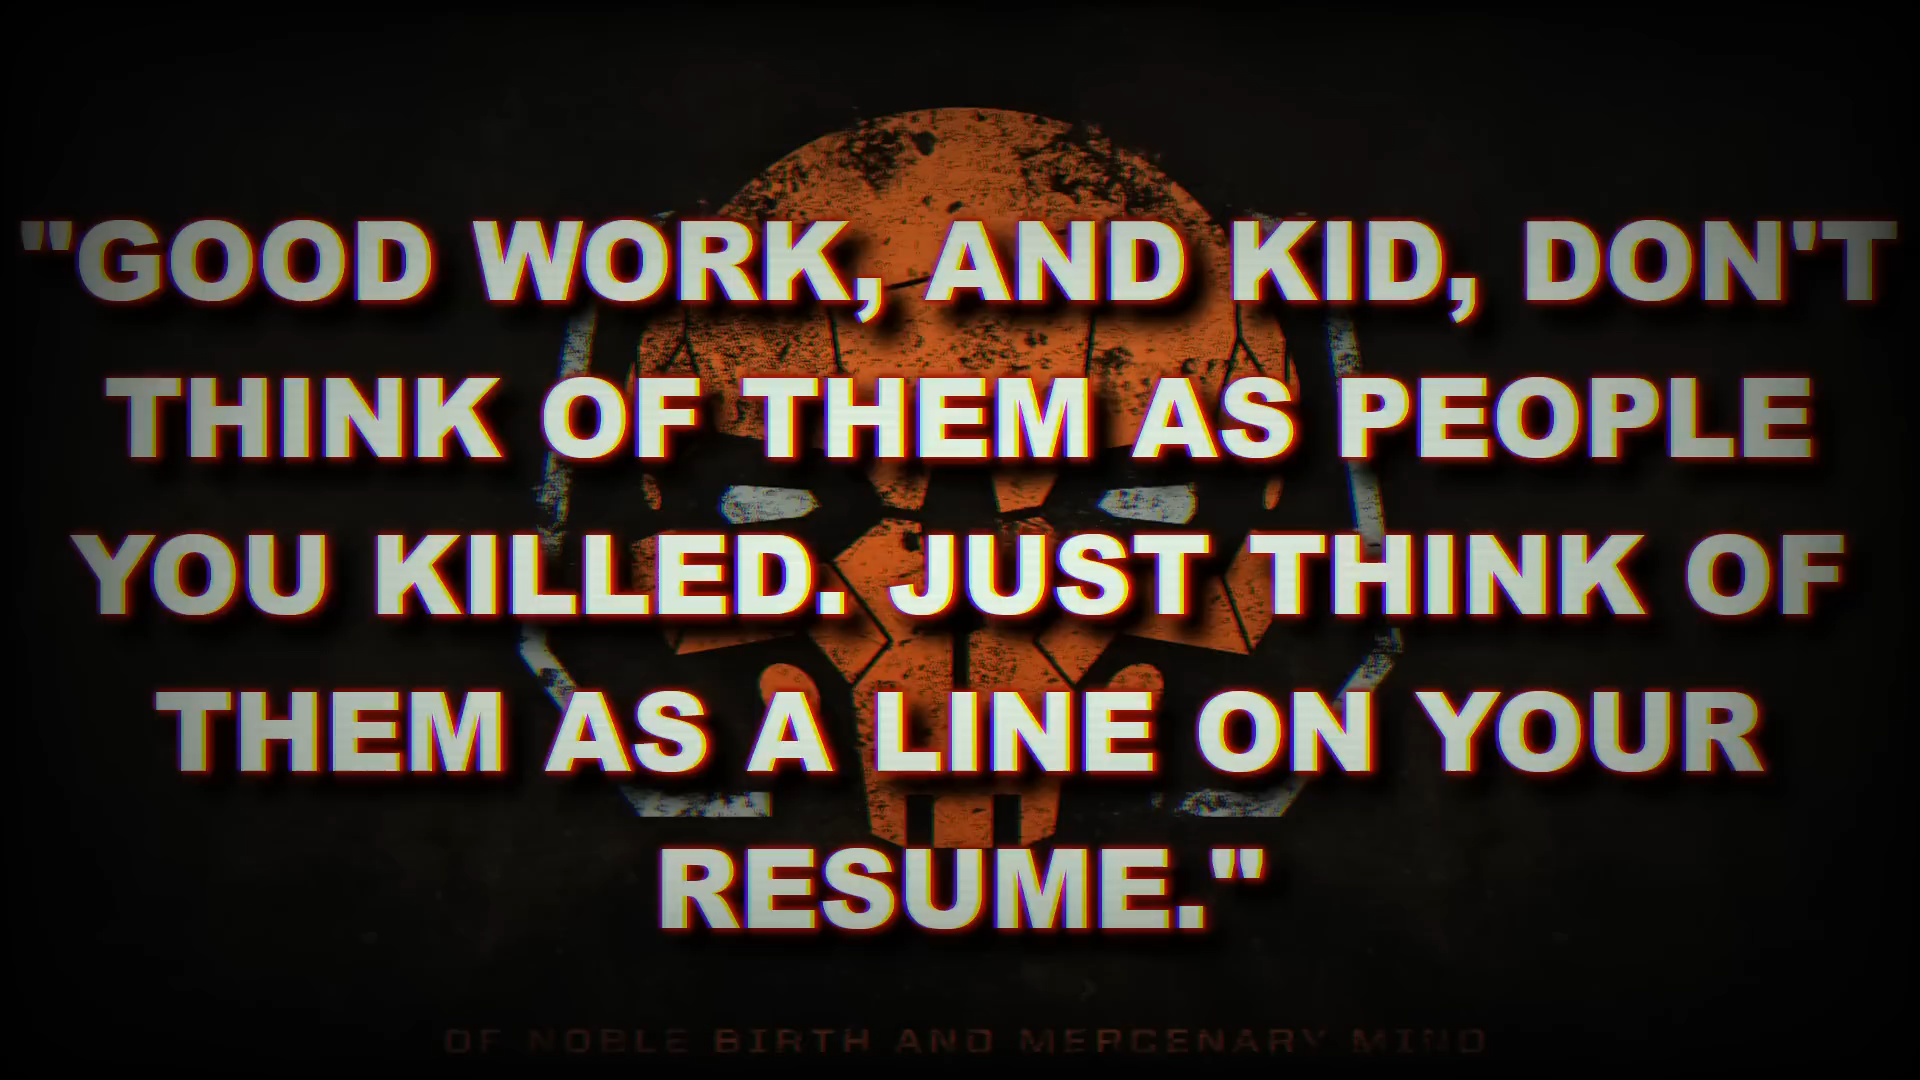 "GOOD WORK, AND KID, DON'T
THINK OF THEM AS PEOPLE
YOU KILLED. JUST THINK OF
THEM AS A LINE ON YOUR
RESUME."
OF NOBLE BIRTH AND MERCENARY MIND